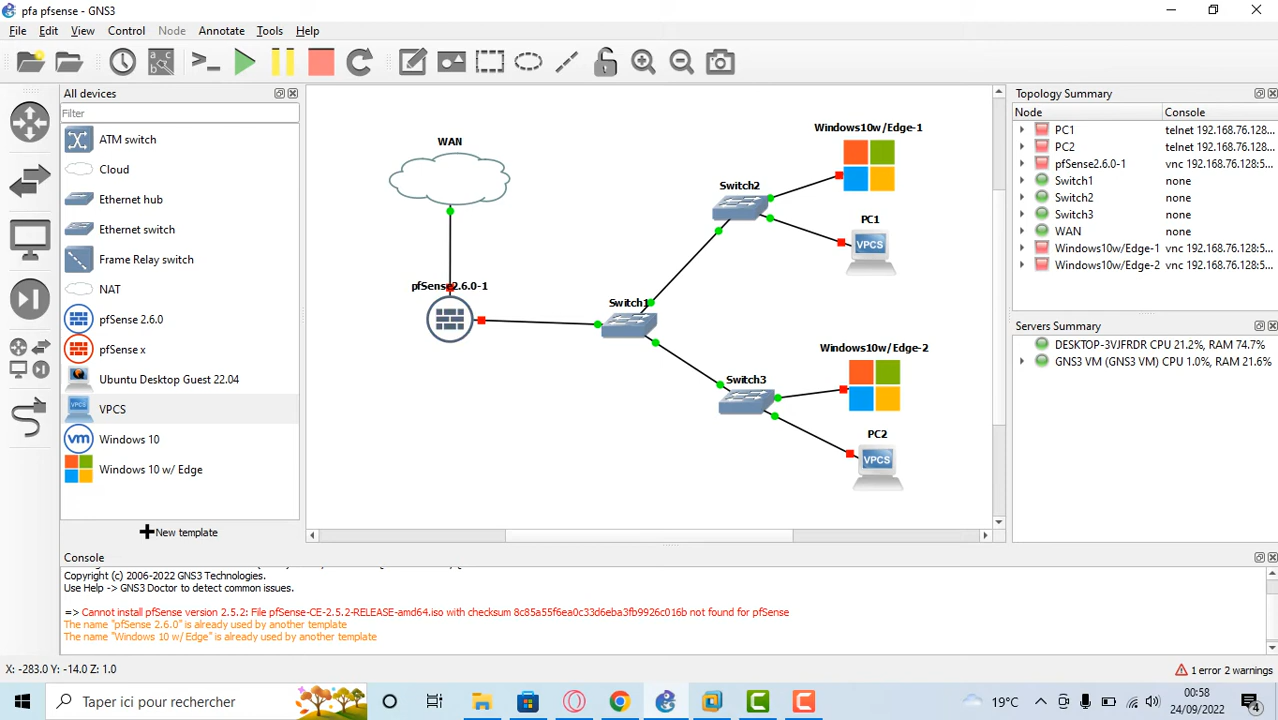 pfa pfsense - GNS3
File Edit View Control Node Annotate Tools Help
All devices
Filter
ATM switch
Cloud
Ethernet hub
Ethernet switch
Frame Relay switch
NAT
pfSense 2.6.0
pfSense x
Ubuntu Desktop Guest 22.04
VPCS
VPCS
vm
Windows 10
Windows 10 w/ Edge
New template
WAN
pfSense2.6.0-1
Switch1
Switch2
Switch3
Windows10w/Edge-1
PC1
VPCS
Windows10w/Edge-2
PC2
VPCS
Topology Summary
Node Console
PC1 telnet 192.168.76.128:5...
PC2 telnet 192.168.76.128:5...
pfSense2.6.0-1 vnc 192.168.76.128:5...
Switch1 none
Switch2 none
Switch3 none
WAN none
Windows10w/Edge-1 vnc 192.168.76.128:5...
Windows10w/Edge-2 vnc 192.168.76.128:5...
Servers Summary
DESKTOP-3VJFRDR CPU 21.2%, RAM 74.7%
GNS3 VM (GNS3 VM) CPU 1.0%, RAM 21.6%
Console
Copyright (c) 2006-2022 GNS3 Technologies.
Use Help -> GNS3 Doctor to detect common issues.
=> Cannot install pfSense version 2.5.2: File pfSense-CE-2.5.2-RELEASE-amd64.iso with checksum 8c85a55f6ea0c33d6eba3fb9926c016b not found for pfSense
The name "pfSense 2.6.0" is already used by another template
The name "Windows 10 w/ Edge" is already used by another template
X: -283.0 Y: -14.0 Z: 1.0
1 error 2 warnings
Taper ici pour rechercher
19°C
00:58
24/09/2022
4